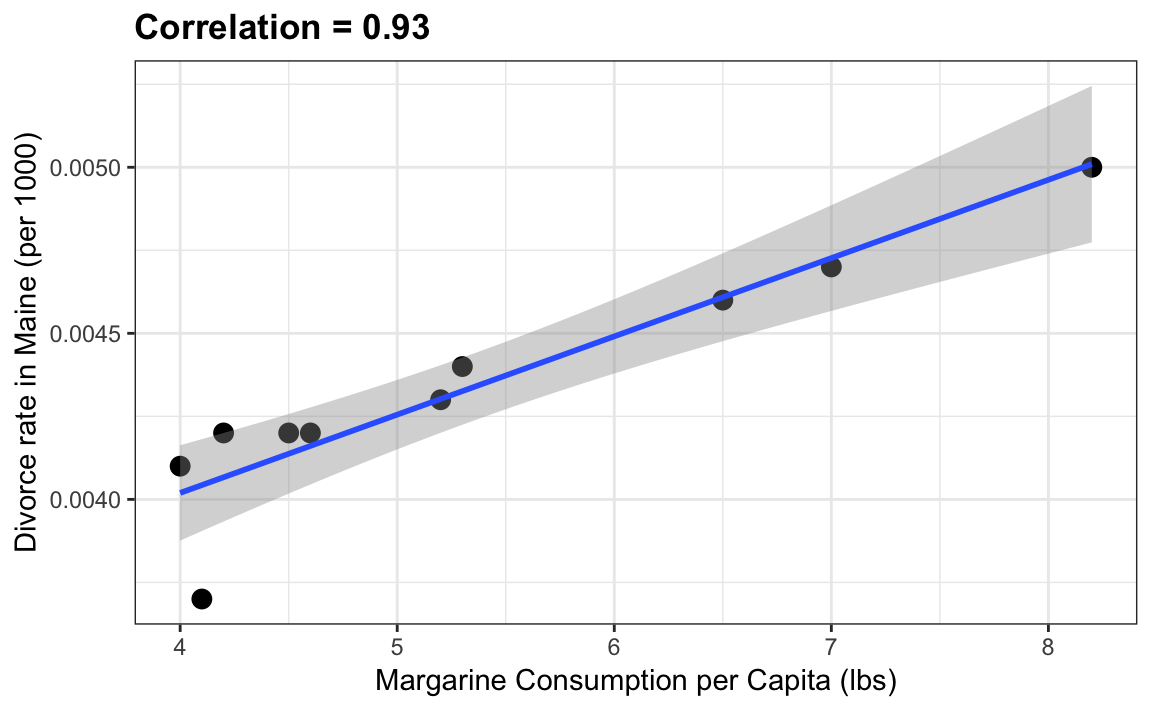 Correlation = 0.93
Divorce rate in Maine (per 1000)
0.0050
0.0045
0.0040
4 5 6 7 8
Margarine Consumption per Capita (lbs)